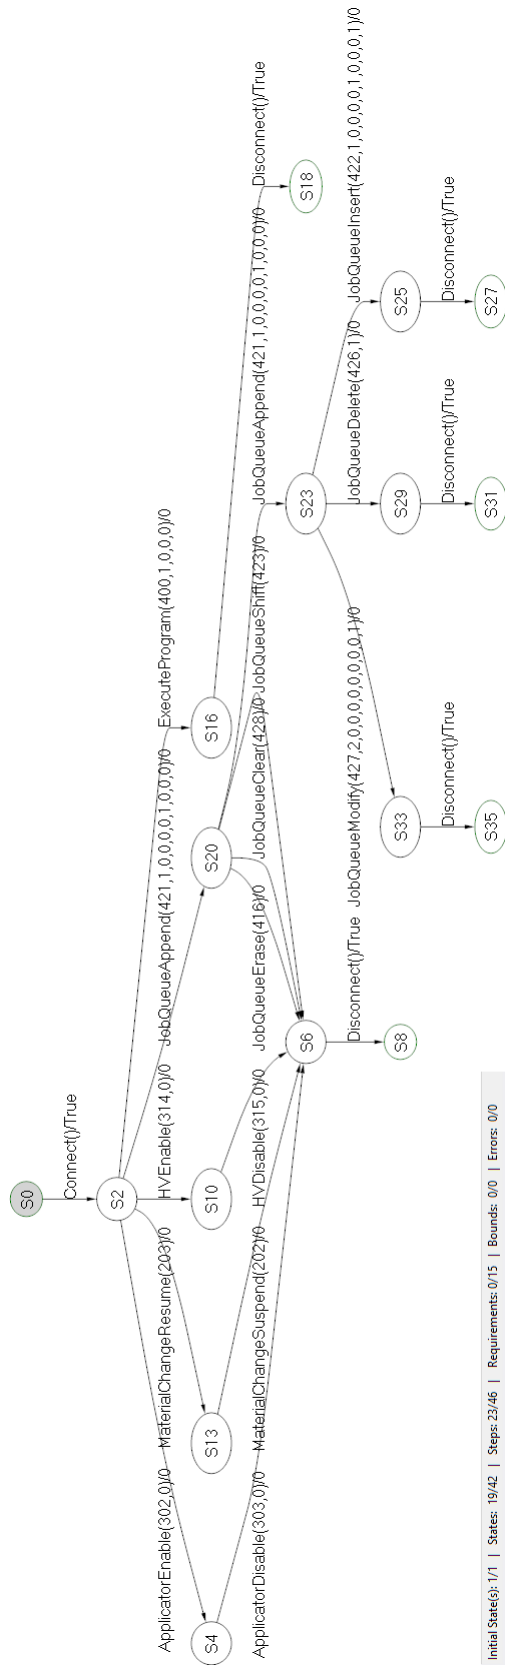 S0
Connect()/True
S2
ApplicatorEnable(302,0)/0
MaterialChangeResume(203)/0
HVEnable(314,0)/0
JobQueueAppend(421,1,0,0,0,0,1,0,0,0)/0
ExecuteProgram(400,1,0,0,0)/0
S4
S13
S10
S20
S16
ApplicatorDisable(303,0)/0
MaterialChangeSuspend(202)/0
HVDisable(315,0)/0
JobQueueErase(416)/0
JobQueueClear(428)/0
JobQueueShift(423)/0
JobQueueAppend(421,1,0,0,0,0,1,0,0,0)/0
Disconnect()/True
S6
S23
S18
Disconnect()/True
JobQueueModify(427,2,0,0,0,0,0,0,0,0,1)/0
JobQueueDelete(426,1)/0
JobQueueInsert(422,1,0,0,0,0,1,0,0,0,1)/0
S8
S33
S29
S25
Disconnect()/True
Disconnect()/True
Disconnect()/True
S35
S31
S27
Initial State(s): 1/1 | States: 19/42 | Steps: 23/46 | Requirements: 0/15 | Bounds: 0/0 | Errors: 0/0